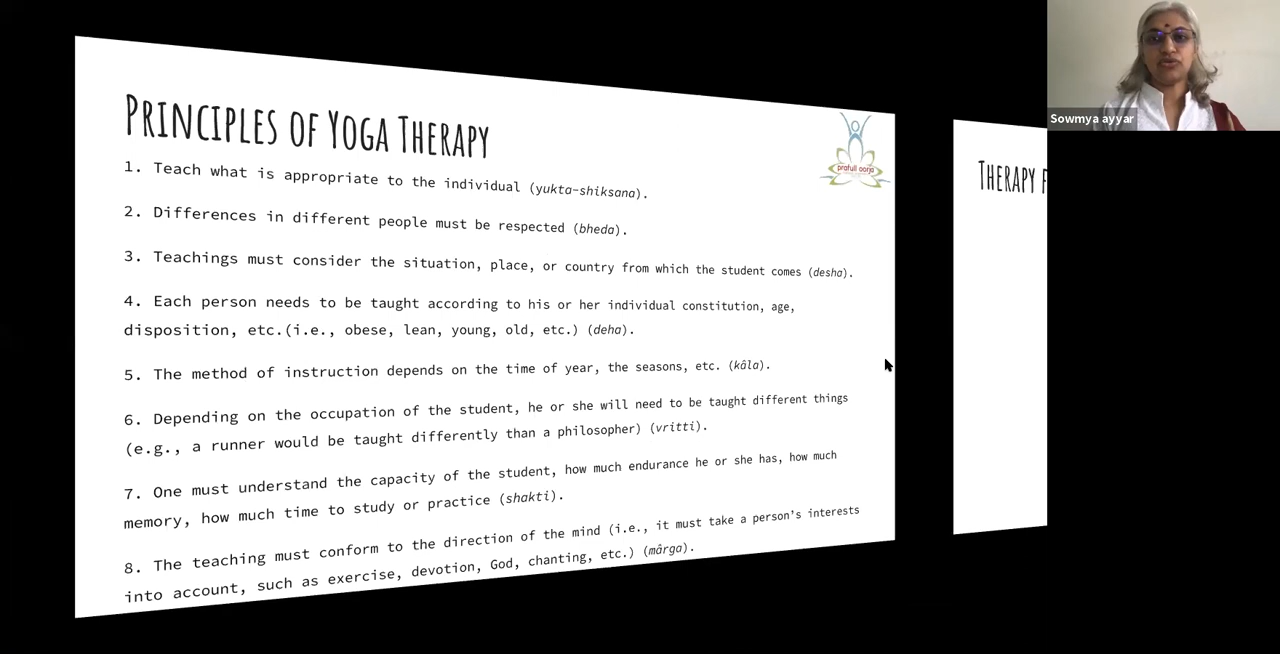 PRINCIPLES OF YOGA THERAPY
1. Teach what is appropriate to the individual (yukta-shiksana).
2. Differences in different people must be respected (bheda).
3. Teachings must consider the situation, place, or country from which the student comes (desha).
4. Each person needs to be taught according to his or her individual constitution, age,
disposition, etc.(i.e., obese, lean, young, old, etc.) (deha).
5. The method of instruction depends on the time of year, the seasons, etc. (kâla).
6. Depending on the occupation of the student, he or she will need to be taught different things
(e.g., a runner would be taught differently than a philosopher) (vritti).
7. One must understand the capacity of the student, how much endurance he or she has, how much
memory, how much time to study or practice (shakti).
8. The teaching must conform to the direction of the mind (i.e., it must take a person’s interests
into account, such as exercise, devotion, God, chanting, etc.) (mârga).
prafull oorja
THERAPY F
Sowmya ayyar